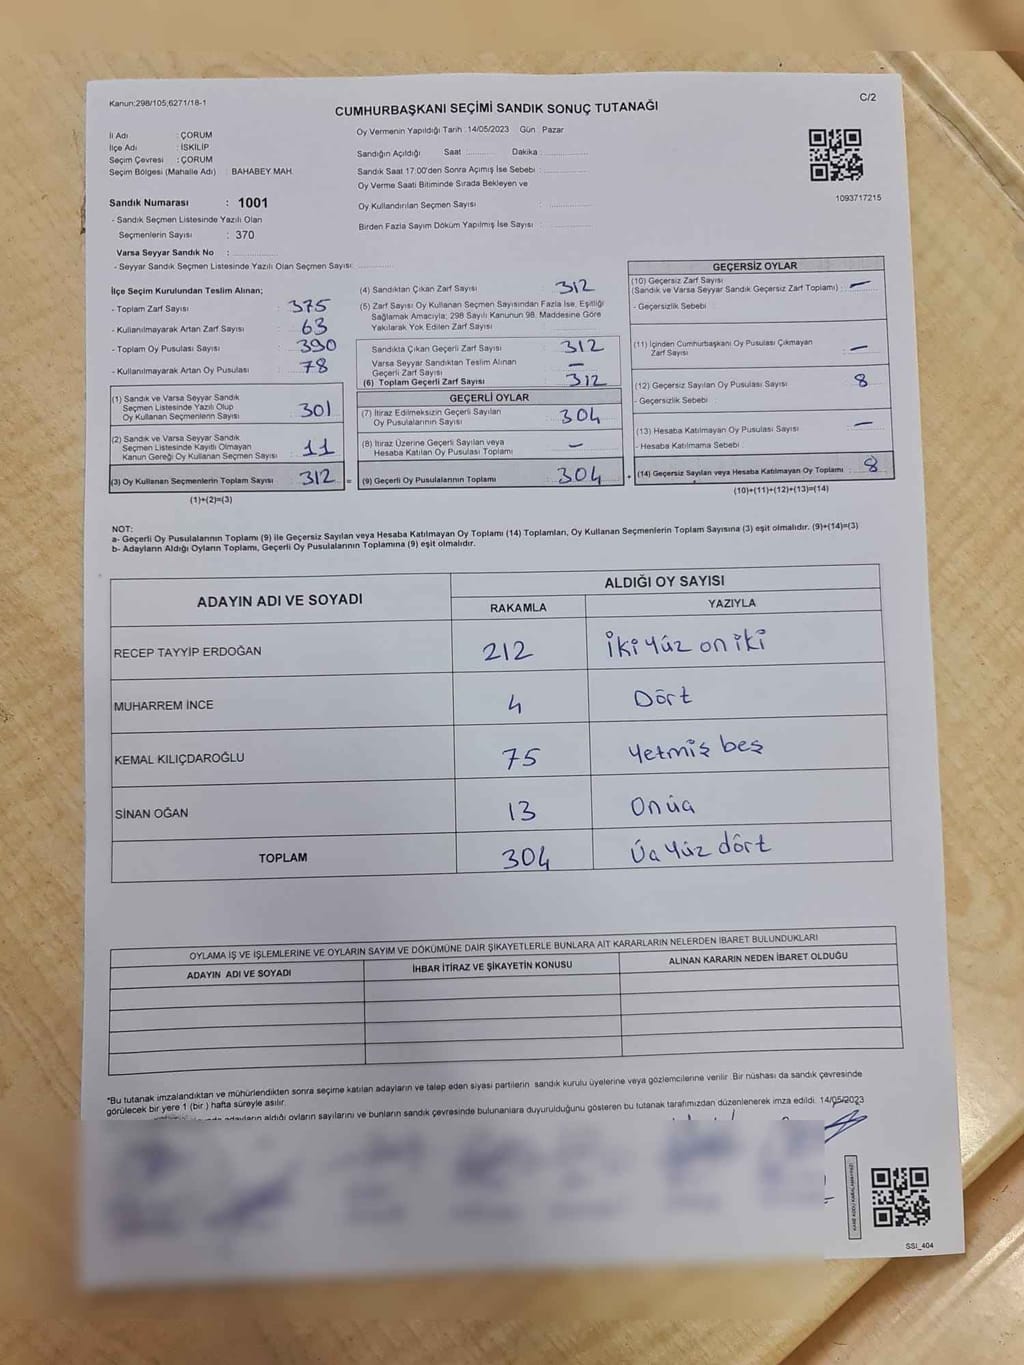 Kanun:298/105;6271/18-1
C/2
CUMHURBAŞKANI SEÇİMİ SANDIK SONUÇ TUTANAĞI
İl Adı : ÇORUM
İlçe Adı : İSKİLİP
Seçim Çevresi : ÇORUM
Seçim Bölgesi (Mahalle Adı) : BAHABEY MAH.
Sandık Numarası : 1001
- Sandık Seçmen Listesinde Yazılı Olan
Seçmenlerin Sayısı : 370
Varsa Seyyar Sandık No :
- Seyyar Sandık Seçmen Listesinde Yazılı Olan Seçmen Sayısı:
Oy Vermenin Yapıldığı Tarih :14/05/2023 Gün : Pazar
Sandığın Açıldığı Saat : Dakika :
Sandık Saat 17:00'den Sonra Açımış İse Sebebi :
Oy Verme Saati Bitiminde Sırada Bekleyen ve
Oy Kullandırılan Seçmen Sayısı :
Birden Fazla Sayım Döküm Yapılmış İse Sayısı :
1093717215
İlçe Seçim Kurulundan Teslim Alınan;
- Toplam Zarf Sayısı : 375
- Kullanılmayarak Artan Zarf Sayısı : 63
- Toplam Oy Pusulası Sayısı : 390
- Kullanılmayarak Artan Oy Pusulası : 78
(1) Sandık ve Varsa Seyyar Sandık
Seçmen Listesinde Yazılı Olup
Oy Kullanan Seçmenlerin Sayısı : 301
(2) Sandık ve Varsa Seyyar Sandık
Seçmen Listesinde Kayıtlı Olmayan
Kanun Gereği Oy Kullanan Seçmen Sayısı : 11
(3) Oy Kullanan Seçmenlerin Toplam Sayısı : 312 =
(1)+(2)=(3)
(4) Sandıktan Çıkan Zarf Sayısı : 312
(5) Zarf Sayısı Oy Kullanan Seçmen Sayısından Fazla İse, Eşitliği
Sağlamak Amacıyla; 298 Sayılı Kanunun 98. Maddesine Göre
Yakılarak Yok Edilen Zarf Sayısı :
Sandıkta Çıkan Geçerli Zarf Sayısı : 312
Varsa Seyyar Sandıktan Teslim Alınan
Geçerli Zarf Sayısı : —
(6) Toplam Geçerli Zarf Sayısı : 312
GEÇERLİ OYLAR
(7) İtiraz Edilmeksizin Geçerli Sayılan
Oy Pusulalarının Sayısı : 304
(8) İtiraz Üzerine Geçerli Sayılan veya
Hesaba Katılan Oy Pusulası Toplamı : —
(9) Geçerli Oy Pusulalarının Toplamı : 304 +
GEÇERSİZ OYLAR
(10) Geçersiz Zarf Sayısı
(Sandık ve Varsa Seyyar Sandık Geçersiz Zarf Toplamı) : —
- Geçersizlik Sebebi :
(11) İçinden Cumhurbaşkanı Oy Pusulası Çıkmayan
Zarf Sayısı : —
(12) Geçersiz Sayılan Oy Pusulası Sayısı : 8
- Geçersizlik Sebebi :
(13) Hesaba Katılmayan Oy Pusulası Sayısı : —
- Hesaba Katılmama Sebebi :
(14) Geçersiz Sayılan veya Hesaba Katılmayan Oy Toplamı : 8
(10)+(11)+(12)+(13)=(14)
NOT:
a- Geçerli Oy Pusulalarının Toplamı (9) ile Geçersiz Sayılan veya Hesaba Katılmayan Oy Toplamı (14) Toplamları, Oy Kullanan Seçmenlerin Toplam Sayısına (3) eşit olmalıdır. (9)+(14)=(3)
b- Adayların Aldığı Oyların Toplamı, Geçerli Oy Pusulalarının Toplamına (9) eşit olmalıdır.
ADAYIN ADI VE SOYADI
ALDIĞI OY SAYISI
RAKAMLA YAZIYLA
RECEP TAYYİP ERDOĞAN 212 iki yüz on iki
MUHARREM İNCE 4 Dört
KEMAL KILIÇDAROĞLU 75 yetmiş beş
SİNAN OĞAN 13 On üç
TOPLAM 304 Üç yüz dört
OYLAMA İŞ VE İŞLEMLERİNE VE OYLARIN SAYIM VE DÖKÜMÜNE DAİR ŞİKAYETLERLE BUNLARA AİT KARARLARIN NELERDEN İBARET BULUNDUKLARI
ADAYIN ADI VE SOYADI İHBAR İTİRAZ VE ŞİKAYETİN KONUSU ALINAN KARARIN NEDEN İBARET OLDUĞU
*Bu tutanak imzalandıktan ve mühürlendikten sonra seçime katılan adayların ve talep eden siyasi partilerin sandık kurulu üyelerine veya gözlemcilerine verilir. Bir nüshası da sandık çevresinde
görülecek bir yere 1 (bir) hafta süreyle asılır.
adayların aldığı oyların sayılarını ve bunların sandık çevresinde bulunanlara duyurulduğunu gösteren bu tutanak tarafımızdan düzenlenerek imza edildi. 14/05/2023
SSI_404